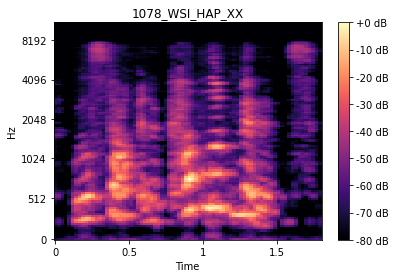 1078_WSI_HAP_XX
8192
4096
2048
1024
512
0
Hz
0
0.5
1
1.5
Time
+0 dB
-10 dB
-20 dB
-30 dB
-40 dB
-50 dB
-60 dB
-70 dB
-80 dB